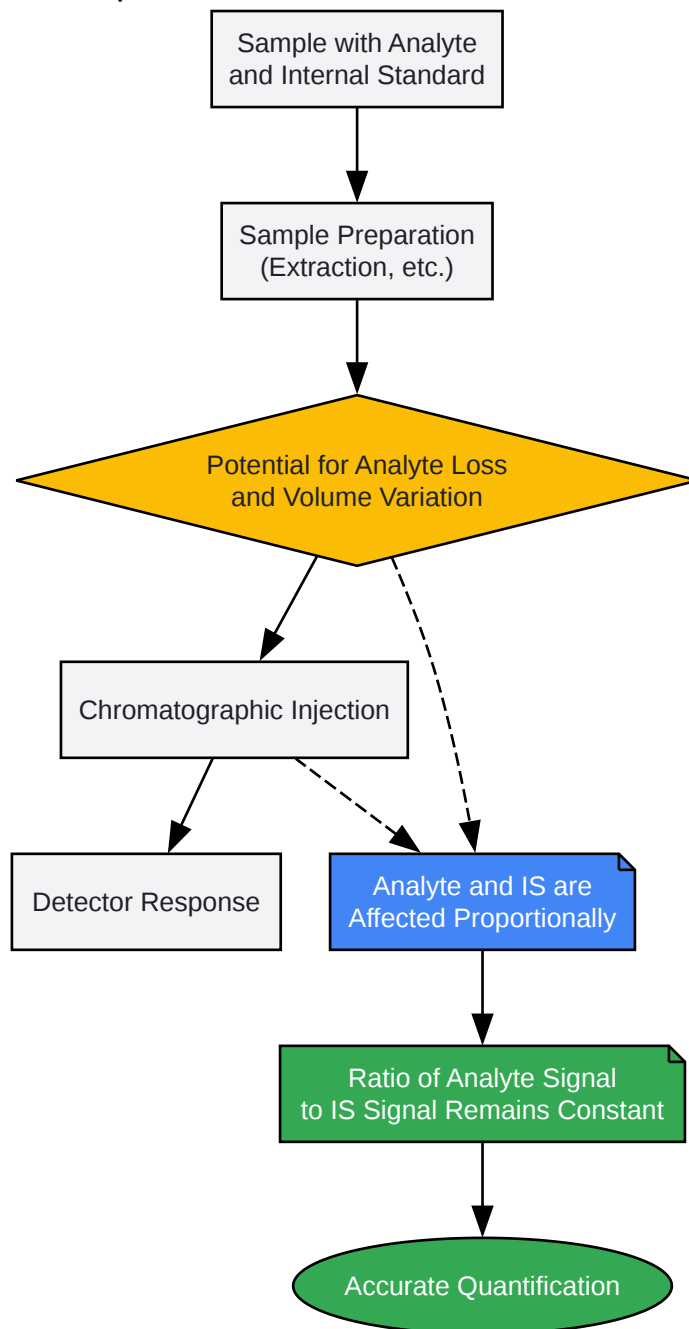 Sample with Analyte
and Internal Standard
Sample Preparation
(Extraction, etc.)
Potential for Analyte Loss
and Volume Variation
Chromatographic Injection
Detector Response
Analyte and IS are
Affected Proportionally
Ratio of Analyte Signal
to IS Signal Remains Constant
Accurate Quantification